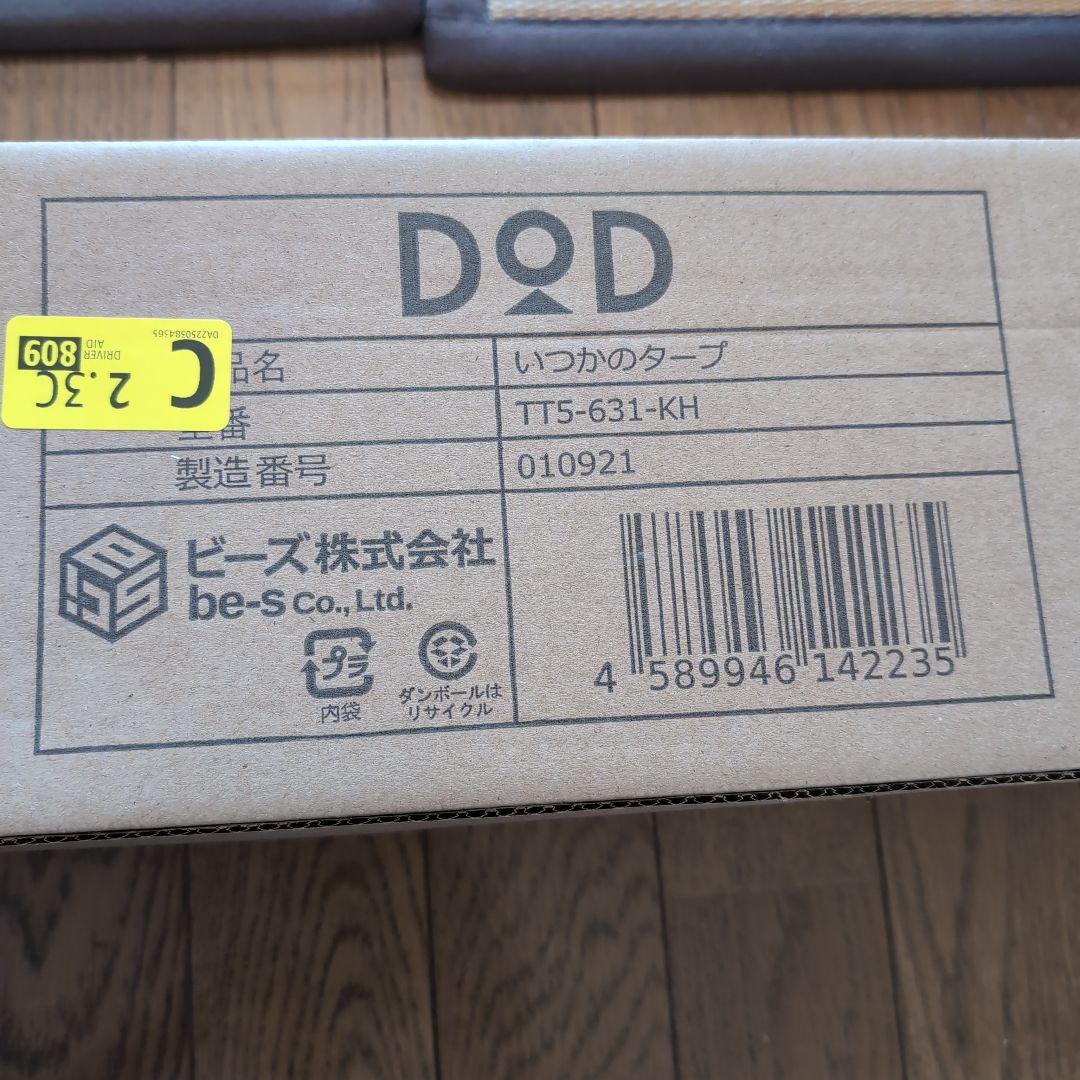 DOD
品名
いつかのタープ
型番
TT5-631-KH
製造番号
010921
ビーズ株式会社
be-s Co., Ltd.
プラ
内袋
ダンボールは
リサイクル
4 589946 142235
C
2.3C
DRIVER
AID
809
DA2250384365